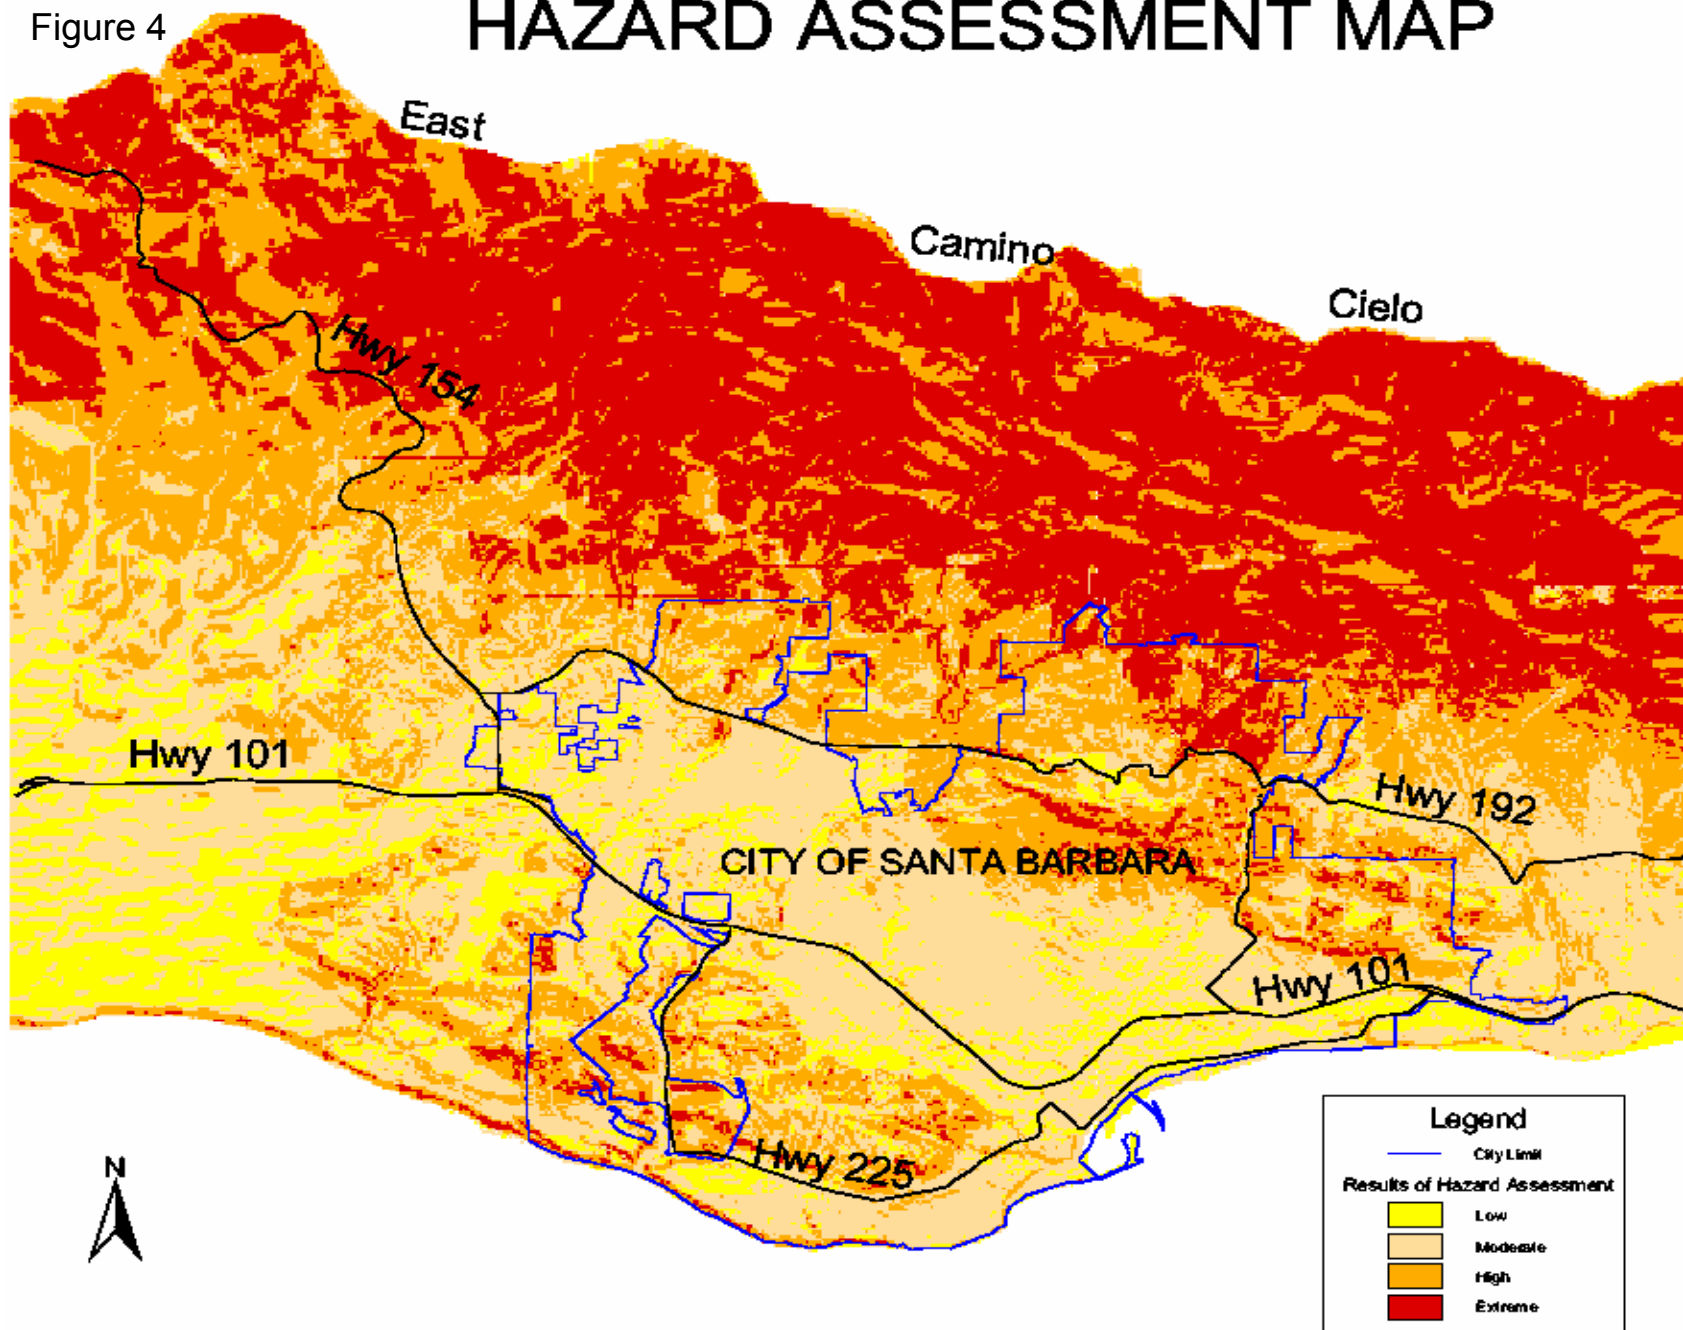 Figure 4
HAZARD ASSESSMENT MAP
East
Camino
Cielo
Hwy 154
Hwy 101
Hwy 192
CITY OF SANTA BARBARA
Hwy 101
Hwy 225
N
Legend
City Limit
Results of Hazard Assessment
Low
Moderate
High
Extreme